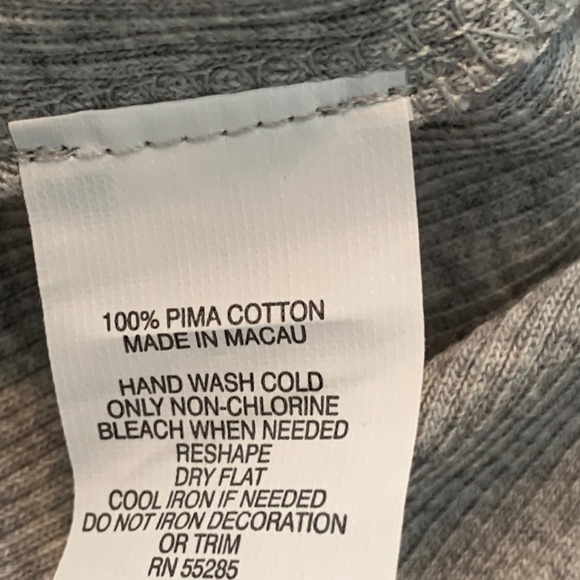 100% PIMA COTTON
MADE IN MACAU
HAND WASH COLD
ONLY NON-CHLORINE
BLEACH WHEN NEEDED
RESHAPE
DRY FLAT
COOL IRON IF NEEDED
DO NOT IRON DECORATION
OR TRIM
RN 55285